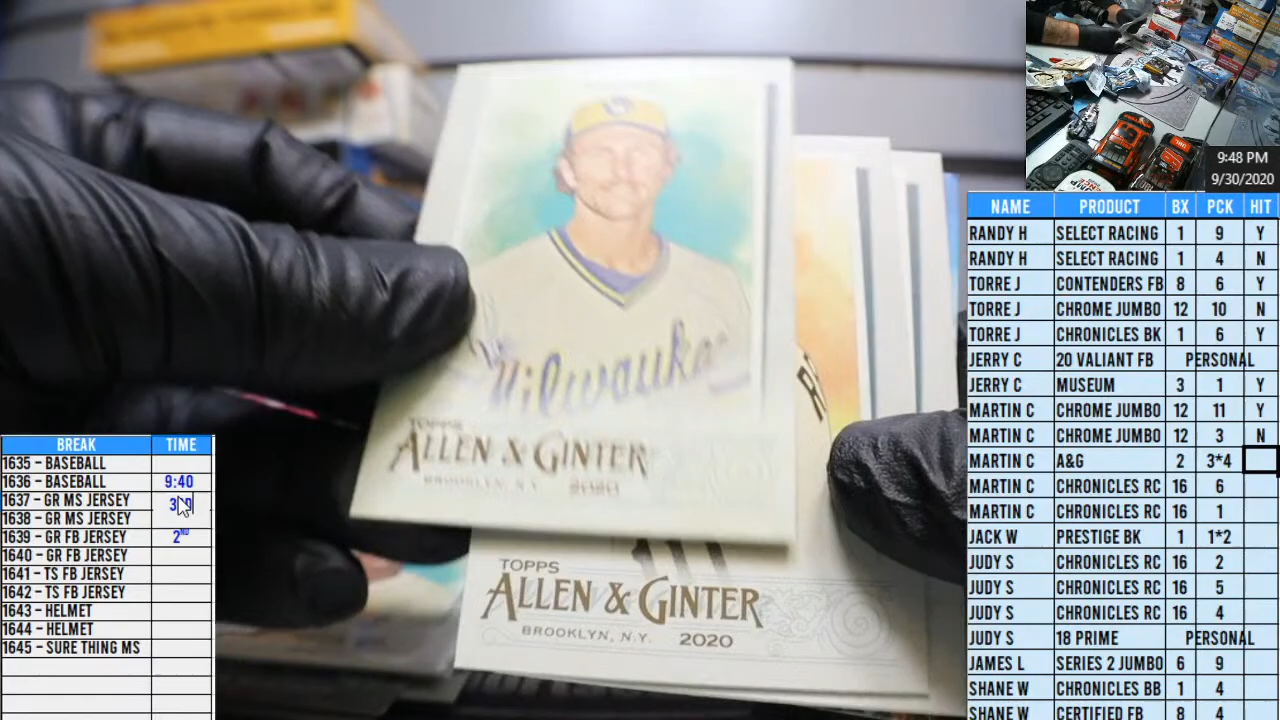 Milwaukee
TOPPS
ALLEN & GINTER
BROOKLYN, N.Y. 2020
TOPPS
ALLEN & GINTER
BROOKLYN, N.Y. 2020
9:48 PM
9/30/2020
NAME PRODUCT BX PCK HIT
RANDY H SELECT RACING 1 9 Y
RANDY H SELECT RACING 1 4 N
TORRE J CONTENDERS FB 8 6 Y
TORRE J CHROME JUMBO 12 10 N
TORRE J CHRONICLES BK 1 6 Y
JERRY C 20 VALIANT FB PERSONAL
JERRY C MUSEUM 3 1 Y
MARTIN C CHROME JUMBO 12 11 Y
MARTIN C CHROME JUMBO 12 3 N
MARTIN C A&G 2 3*4
MARTIN C CHRONICLES RC 16 6
MARTIN C CHRONICLES RC 16 1
JACK W PRESTIGE BK 1 1*2
JUDY S CHRONICLES RC 16 2
JUDY S CHRONICLES RC 16 5
JUDY S CHRONICLES RC 16 4
JUDY S 18 PRIME PERSONAL
JAMES L SERIES 2 JUMBO 6 9
SHANE W CHRONICLES BB 1 4
SHANE W CERTIFIED FB 8 4
BREAK TIME
1635 - BASEBALL
1636 - BASEBALL 9:40
1637 - GR MS JERSEY
1638 - GR MS JERSEY
1639 - GR FB JERSEY 2ND
1640 - GR FB JERSEY
1641 - TS FB JERSEY
1642 - TS FB JERSEY
1643 - HELMET
1644 - HELMET
1645 - SURE THING MS